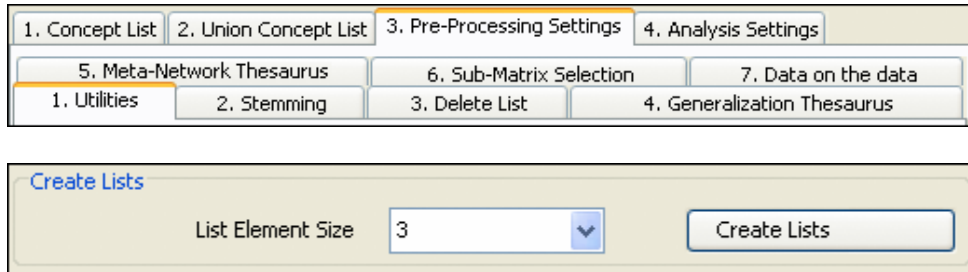 1. Concept List 2. Union Concept List 3. Pre-Processing Settings 4. Analysis Settings
5. Meta-Network Thesaurus 6. Sub-Matrix Selection 7. Data on the data
1. Utilities 2. Stemming 3. Delete List 4. Generalization Thesaurus
Create Lists
List Element Size 3 Create Lists